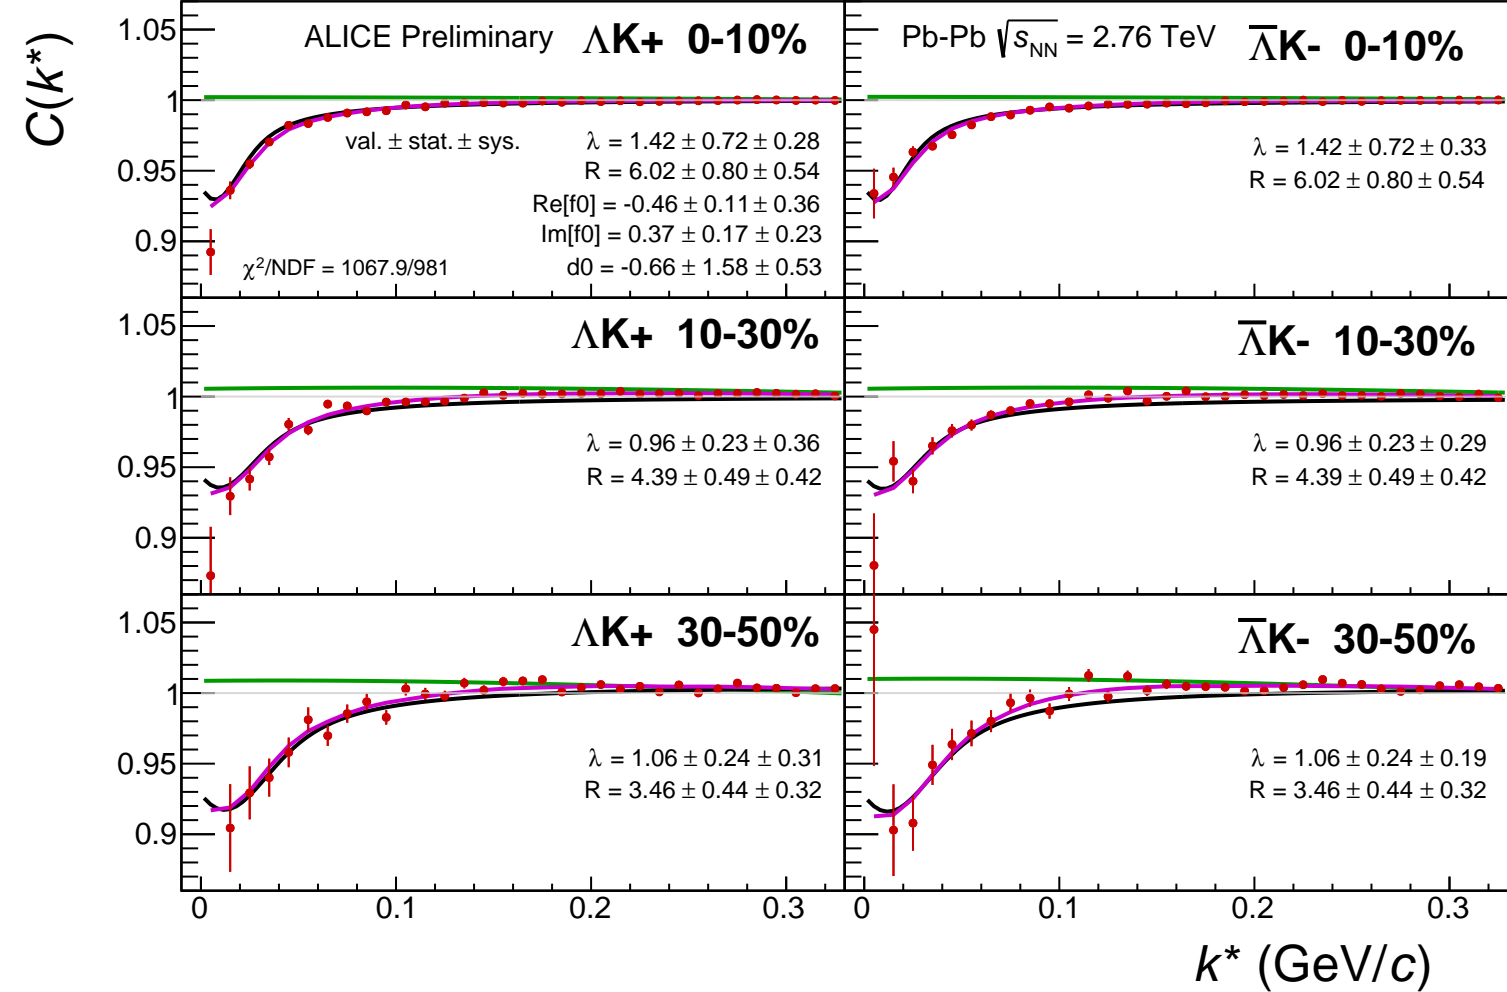 C(k*)
ALICE Preliminary ΛK+ 0-10%
val. ± stat. ± sys.
λ = 1.42 ± 0.72 ± 0.28
R = 6.02 ± 0.80 ± 0.54
Re[f0] = -0.46 ± 0.11 ± 0.36
Im[f0] = 0.37 ± 0.17 ± 0.23
d0 = -0.66 ± 1.58 ± 0.53
χ²/NDF = 1067.9/981
1.05
1
0.95
0.9
Pb-Pb √sNN = 2.76 TeV Λ̅K- 0-10%
λ = 1.42 ± 0.72 ± 0.33
R = 6.02 ± 0.80 ± 0.54
ΛK+ 10-30%
λ = 0.96 ± 0.23 ± 0.36
R = 4.39 ± 0.49 ± 0.42
1.05
1
0.95
0.9
Λ̅K- 10-30%
λ = 0.96 ± 0.23 ± 0.29
R = 4.39 ± 0.49 ± 0.42
ΛK+ 30-50%
λ = 1.06 ± 0.24 ± 0.31
R = 3.46 ± 0.44 ± 0.32
1.05
1
0.95
0.9
Λ̅K- 30-50%
λ = 1.06 ± 0.24 ± 0.19
R = 3.46 ± 0.44 ± 0.32
0 0.1 0.2 0.3 0 0.1 0.2 0.3
k* (GeV/c)